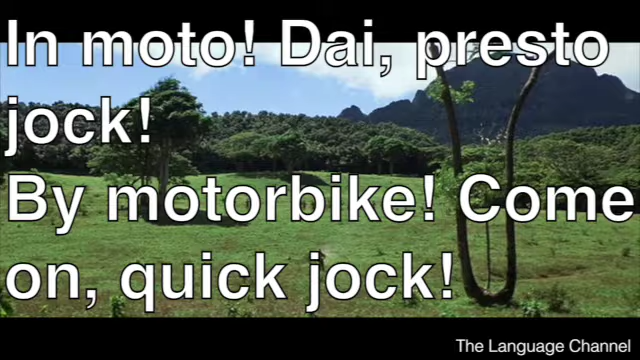 In moto! Dai, presto
jock!
By motorbike! Come
on, quick jock!
The Language Channel